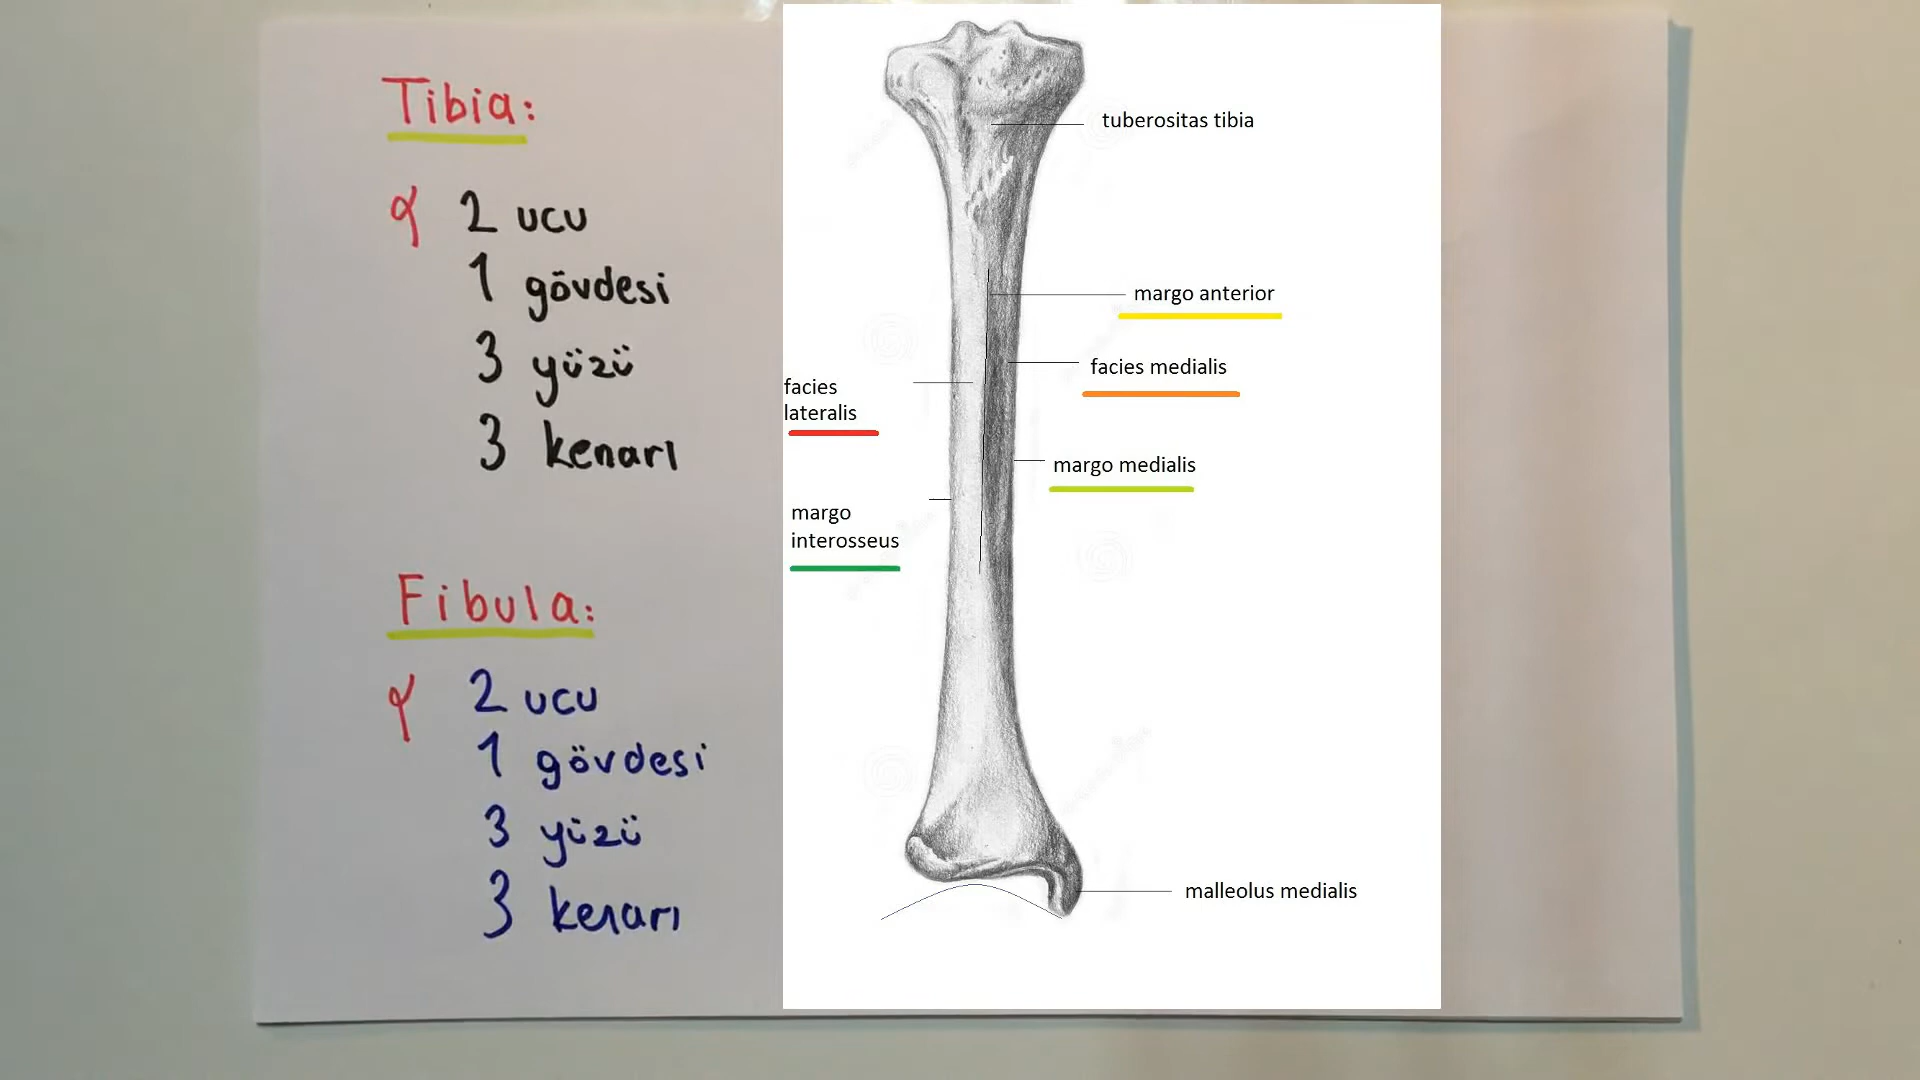 Tibia:
2 ucu
1 gövdesi
3 yüzü
3 kenarı
Fibula:
2 ucu
1 gövdesi
3 yüzü
3 kenarı
tuberositas tibia
margo anterior
facies medialis
facies
lateralis
margo medialis
margo
interosseus
malleolus medialis